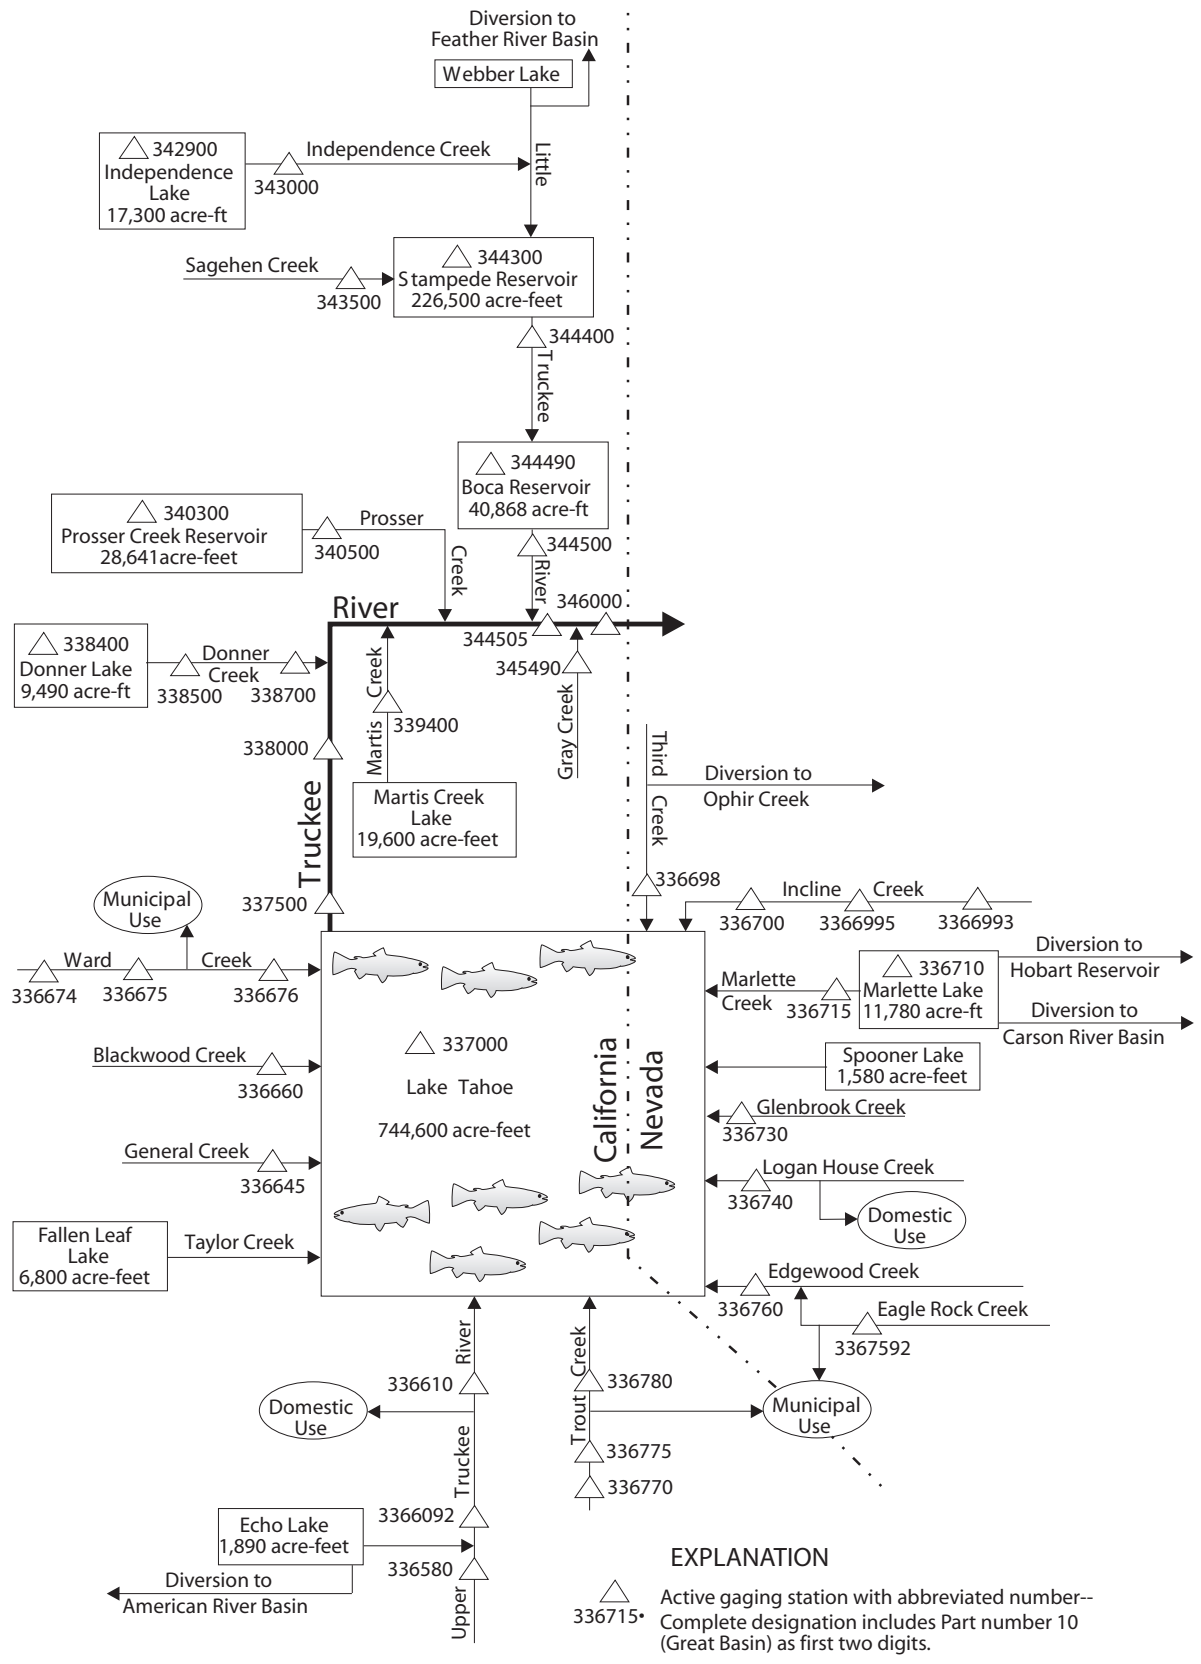 Diversion to
Feather River Basin
Webber Lake
342900
Independence
Lake
17,300 acre-ft
Independence Creek
343000
Little
Sagehen Creek
343500
344300
Stampede Reservoir
226,500 acre-feet
344400
Truckee
344490
Boca Reservoir
40,868 acre-ft
344500
River
340300
Prosser Creek Reservoir
28,641acre-feet
340500
Prosser
Creek
River
346000
344505
338400
Donner Lake
9,490 acre-ft
Donner
Creek
338500
338700
338000
Martis Creek
339400
Martis Creek
Lake
19,600 acre-feet
345490
Gray Creek
Third Creek
Diversion to
Ophir Creek
336698
Truckee
337500
Municipal
Use
Ward Creek
336674
336675
336676
Incline Creek
336700
3366995
3366993
336710
Marlette Lake
11,780 acre-ft
Marlette
Creek
336715
Diversion to
Hobart Reservoir
Diversion to
Carson River Basin
Blackwood Creek
336660
337000
Lake Tahoe
744,600 acre-feet
California
Nevada
Spooner Lake
1,580 acre-feet
Glenbrook Creek
336730
General Creek
336645
Logan House Creek
336740
Domestic
Use
Fallen Leaf
Lake
6,800 acre-feet
Taylor Creek
Edgewood Creek
336760
Eagle Rock Creek
3367592
Municipal
Use
Upper Truckee River
336610
Domestic
Use
3366092
336580
Echo Lake
1,890 acre-feet
Diversion to
American River Basin
Trout Creek
336780
336775
336770
EXPLANATION
336715•
Active gaging station with abbreviated number--
Complete designation includes Part number 10
(Great Basin) as first two digits.